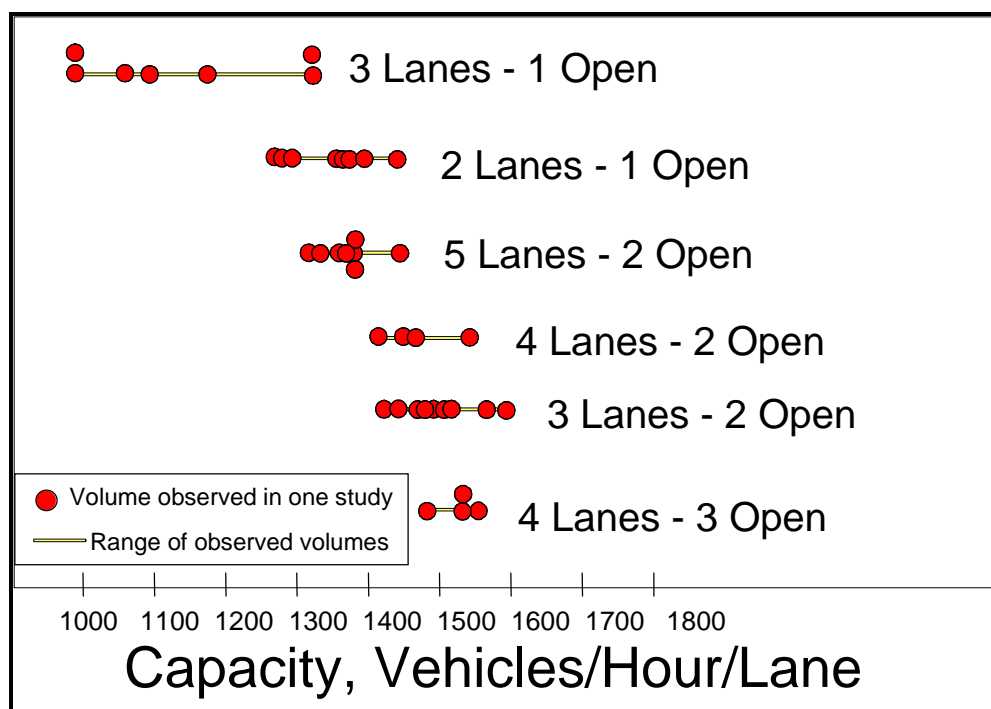 3 Lanes - 1 Open
2 Lanes - 1 Open
5 Lanes - 2 Open
4 Lanes - 2 Open
3 Lanes - 2 Open
4 Lanes - 3 Open
Volume observed in one study
Range of observed volumes
1000 1100 1200 1300 1400 1500 1600 1700 1800
Capacity, Vehicles/Hour/Lane